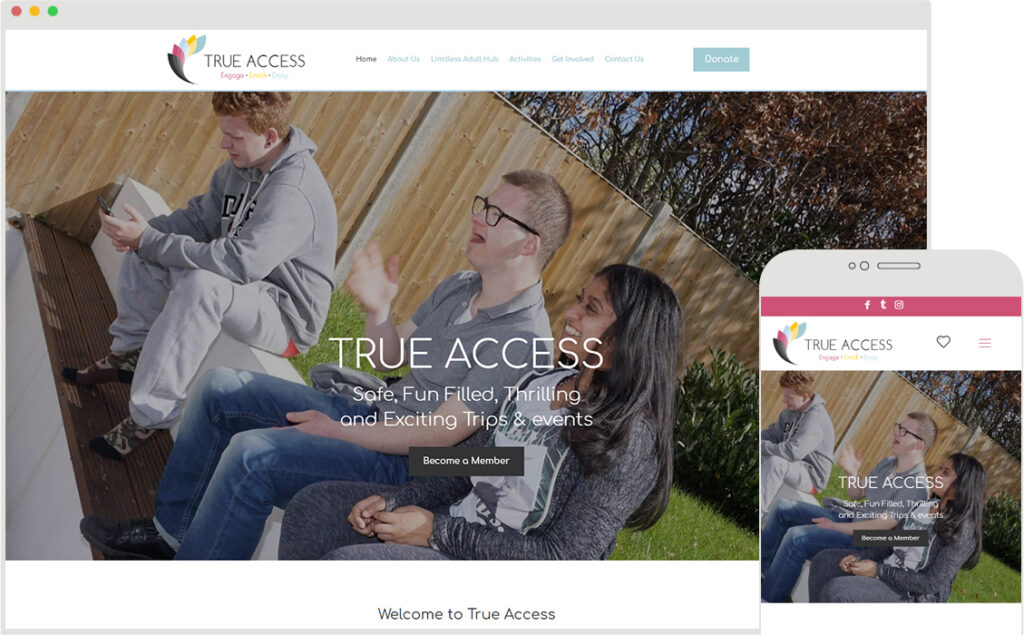 TRUE ACCESS
Engage • Enrich • Enjoy
Home About Us Limitless Adult Hub Activities Get Involved Contact Us
Donate
TRUE ACCESS
Safe, Fun Filled, Thrilling
and Exciting Trips & events
Become a Member
Welcome to True Access
TRUE ACCESS
Engage • Enrich • Enjoy
TRUE ACCESS
Safe, Fun Filled, Thrilling
and Exciting Trips & events
Become a Member